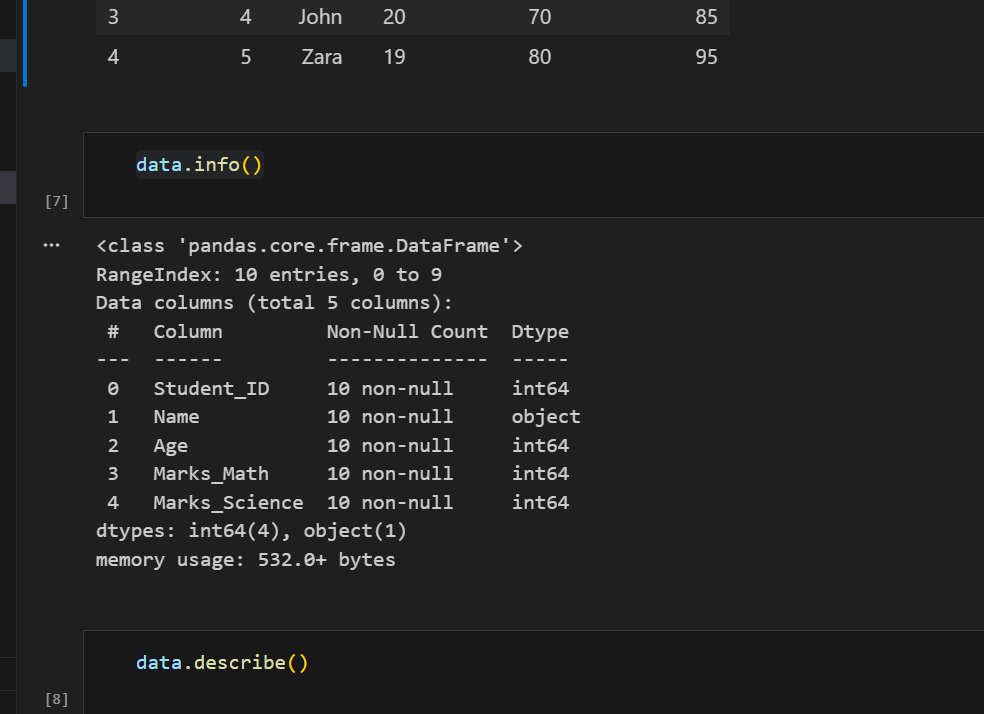 3 4 John 20 70 85
4 5 Zara 19 80 95
data.info()
[7]
... <class 'pandas.core.frame.DataFrame'>
RangeIndex: 10 entries, 0 to 9
Data columns (total 5 columns):
 #   Column         Non-Null Count  Dtype
---  ------         --------------  -----
 0   Student_ID     10 non-null     int64
 1   Name           10 non-null     object
 2   Age            10 non-null     int64
 3   Marks_Math     10 non-null     int64
 4   Marks_Science  10 non-null     int64
dtypes: int64(4), object(1)
memory usage: 532.0+ bytes
data.describe()
[8]